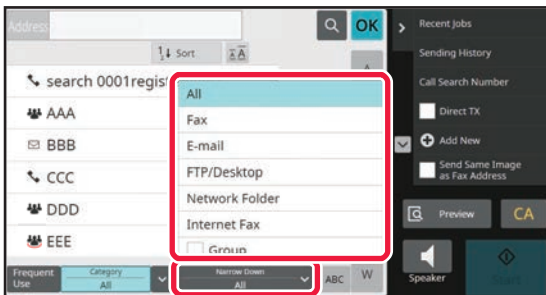 Address
OK
Sort
search 0001regis
AAA
BBB
CCC
DDD
EEE
All
Fax
E-mail
FTP/Desktop
Network Folder
Internet Fax
Group
Frequent
Use
Category
All
Narrow Down
All
ABC
W
Recent Jobs
Sending History
Call Search Number
Direct TX
Add New
Send Same Image
as Fax Address
Preview
CA
Speaker
Start